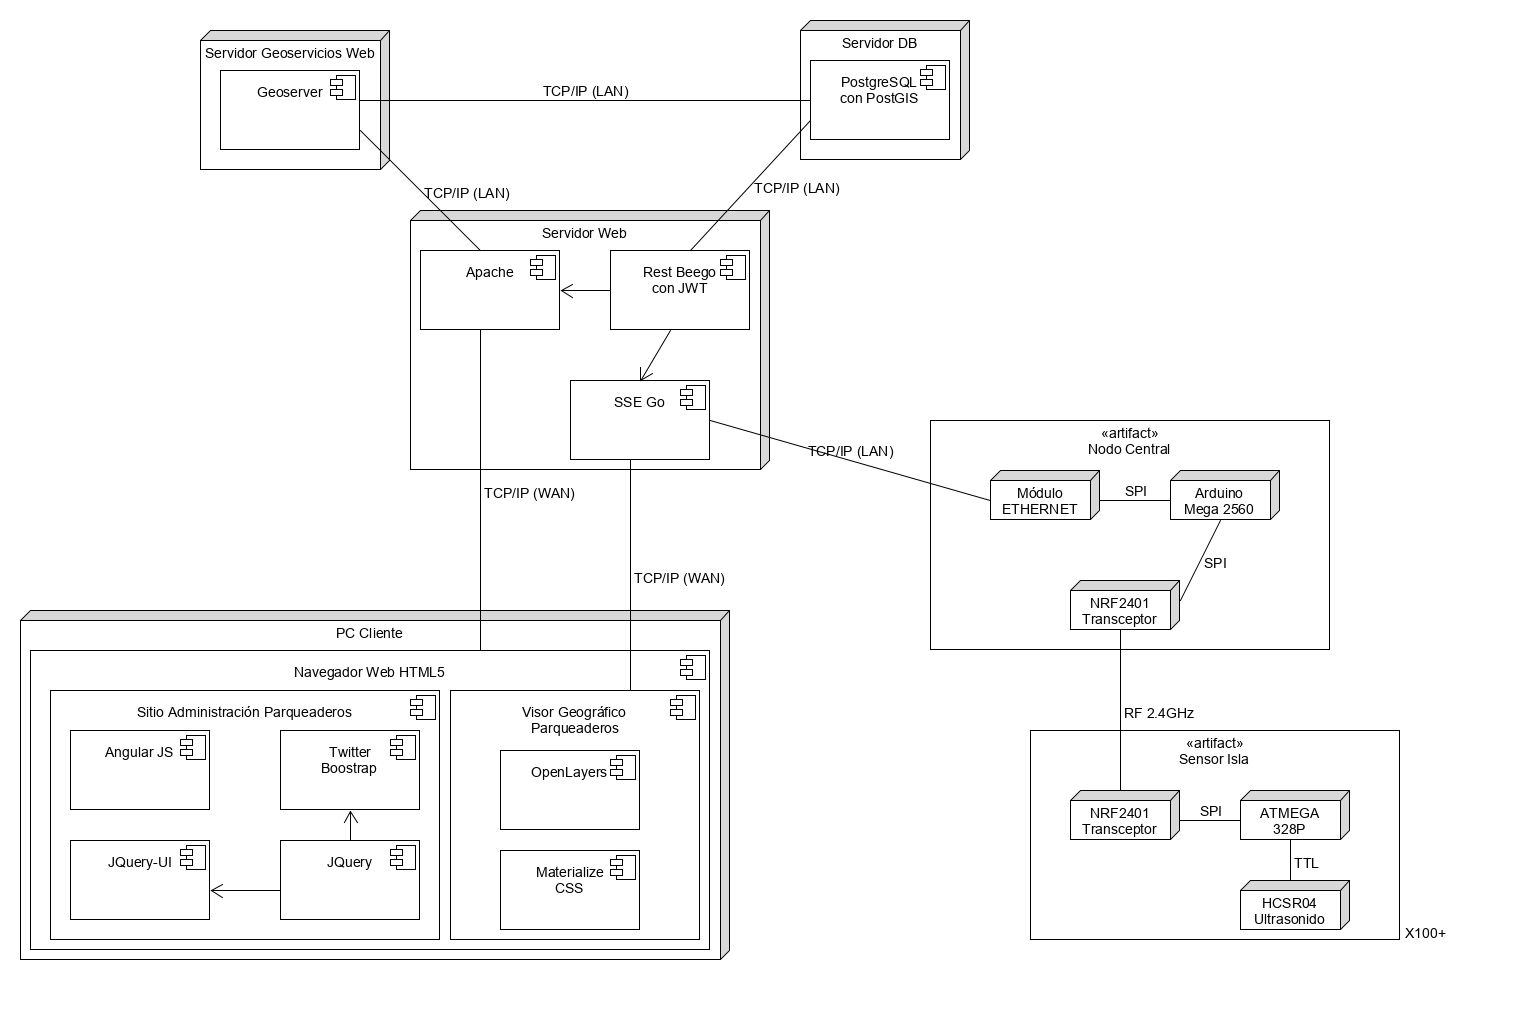 Servidor Geoservicios Web
Geoserver
TCP/IP (LAN)
Servidor DB
PostgreSQL
con PostGIS
TCP/IP (LAN)
TCP/IP (LAN)
Servidor Web
Apache
Rest Beego
con JWT
SSE Go
TCP/IP (LAN)
TCP/IP (WAN)
TCP/IP (WAN)
«artifact»
Nodo Central
Módulo
ETHERNET
SPI
Arduino
Mega 2560
SPI
NRF2401
Transceptor
RF 2.4GHz
«artifact»
Sensor Isla
NRF2401
Transceptor
SPI
ATMEGA
328P
TTL
HCSR04
Ultrasonido
X100+
PC Cliente
Navegador Web HTML5
Sitio Administración Parqueaderos
Angular JS
Twitter
Boostrap
JQuery-UI
JQuery
Visor Geográfico
Parqueaderos
OpenLayers
Materialize
CSS